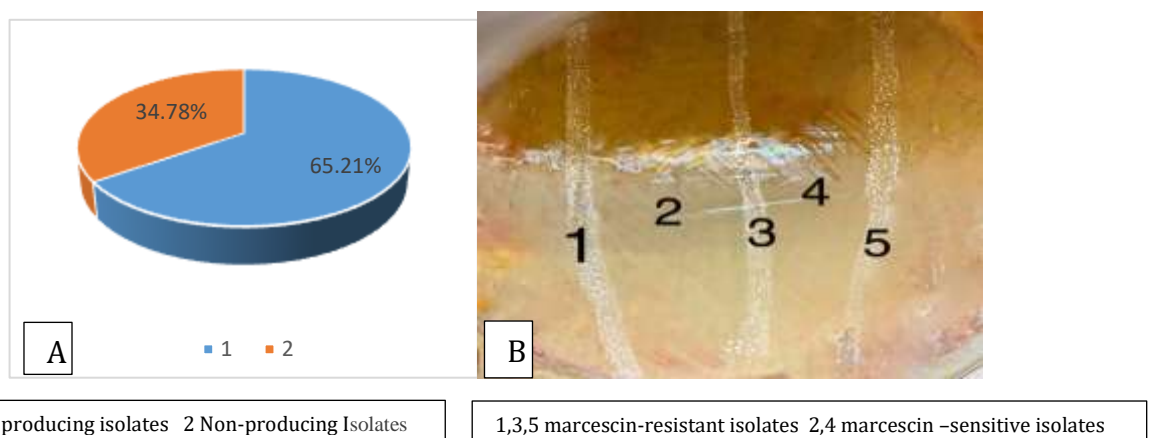 34.78%
65.21%
1 2
A
2
4
1
3
5
B
producing isolates 2 Non-producing Isolates
1,3,5 marcescin-resistant isolates 2,4 marcescin –sensitive isolates